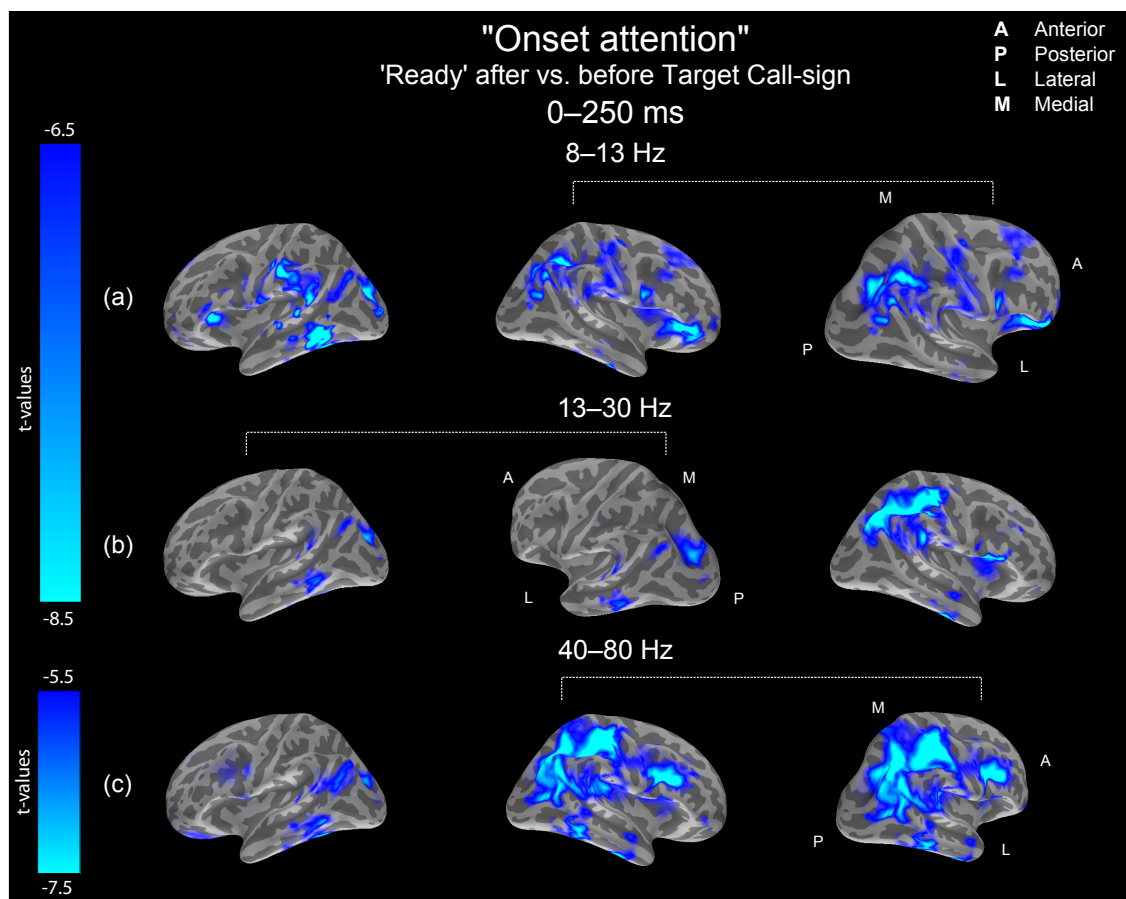 "Onset attention"
'Ready' after vs. before Target Call-sign
0–250 ms
A Anterior
P Posterior
L Lateral
M Medial
-6.5
t-values
-8.5
8–13 Hz
(a)
M
A
P
L
13–30 Hz
(b)
A
M
L
P
40–80 Hz
-5.5
t-values
-7.5
(c)
M
A
P
L